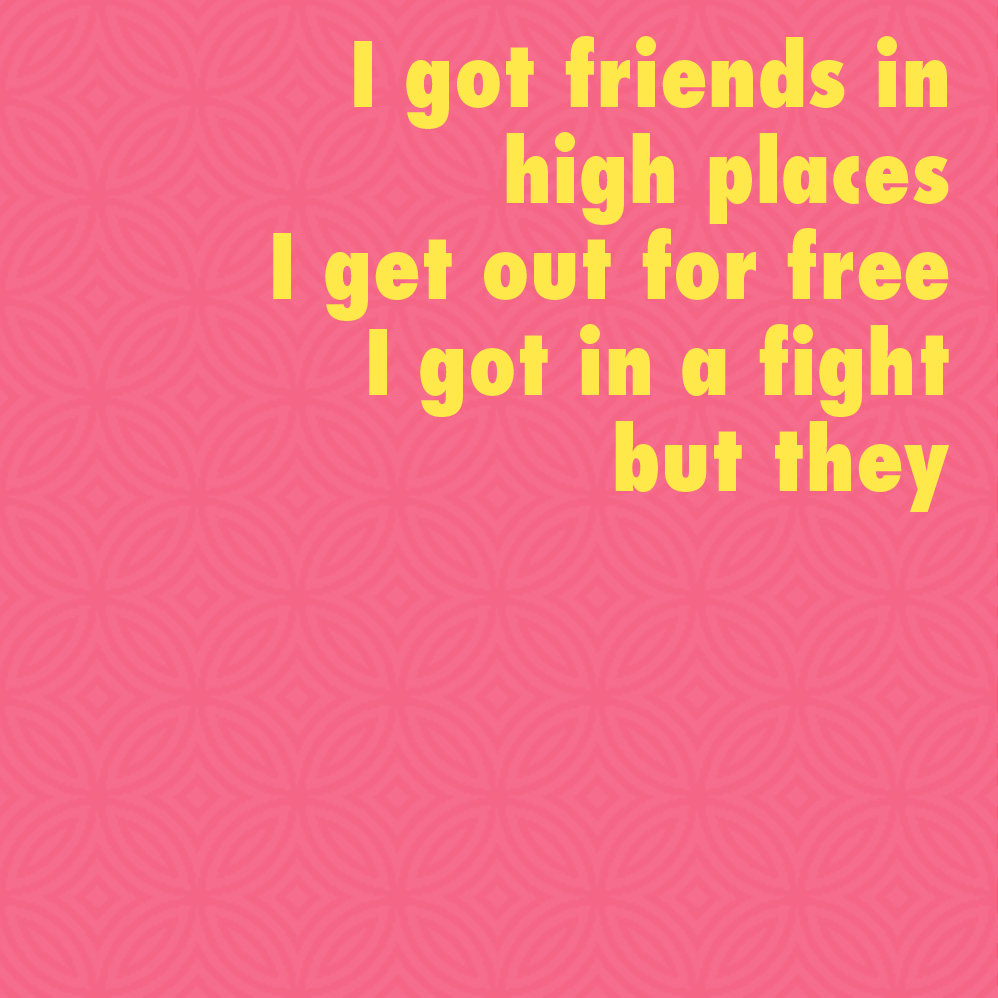 I got friends in
high places
I get out for free
I got in a fight
but they